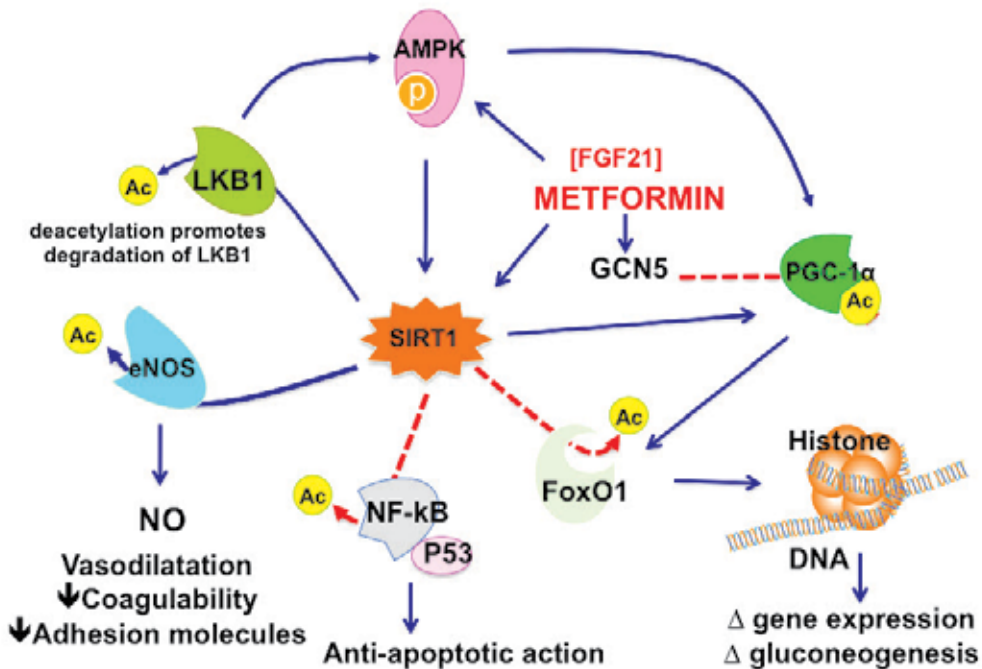 AMPK
p
Ac
LKB1
deacetylation promotes
degradation of LKB1
[FGF21]
METFORMIN
GCN5
PGC-1α
Ac
SIRT1
Ac
eNOS
Ac
FoxO1
Histone
DNA
Ac
NF-kB
P53
NO
Vasodilatation
🡇Coagulability
🡇Adhesion molecules
Anti-apoptotic action
Δ gene expression
Δ gluconeogenesis